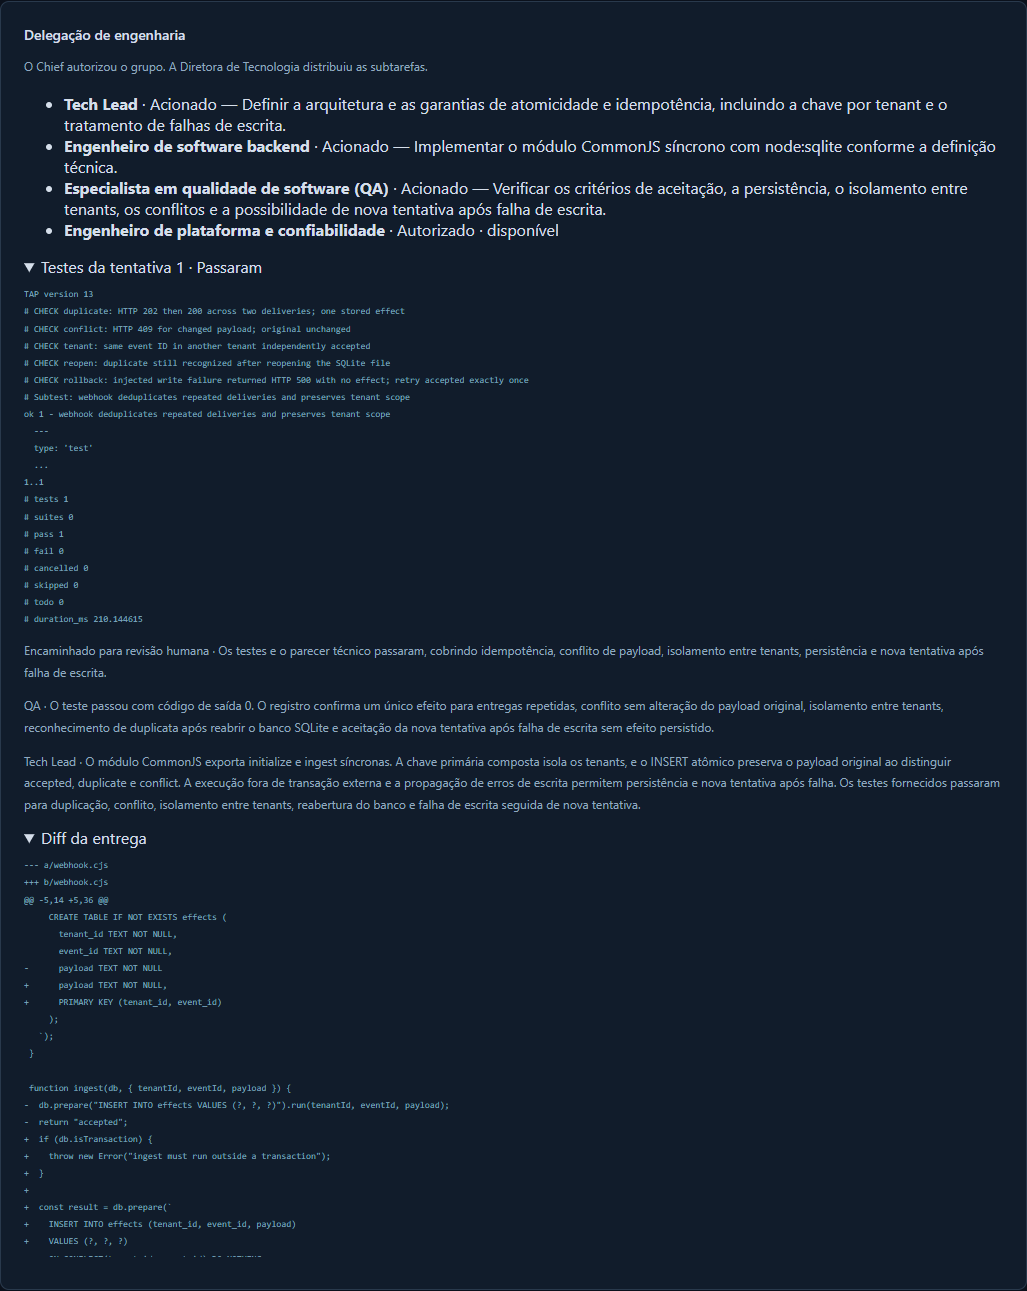 Delegação de engenharia
O Chief autorizou o grupo. A Diretora de Tecnologia distribuiu as subtarefas.
• Tech Lead · Acionado — Definir a arquitetura e as garantias de atomicidade e idempotência, incluindo a chave por tenant e o
tratamento de falhas de escrita.
• Engenheiro de software backend · Acionado — Implementar o módulo CommonJS síncrono com node:sqlite conforme a definição
técnica.
• Especialista em qualidade de software (QA) · Acionado — Verificar os critérios de aceitação, a persistência, o isolamento entre
tenants, os conflitos e a possibilidade de nova tentativa após falha de escrita.
• Engenheiro de plataforma e confiabilidade · Autorizado · disponível
▼ Testes da tentativa 1 · Passaram
TAP version 13
# CHECK duplicate: HTTP 202 then 200 across two deliveries; one stored effect
# CHECK conflict: HTTP 409 for changed payload; original unchanged
# CHECK tenant: same event ID in another tenant independently accepted
# CHECK reopen: duplicate still recognized after reopening the SQLite file
# CHECK rollback: injected write failure returned HTTP 500 with no effect; retry accepted exactly once
# Subtest: webhook deduplicates repeated deliveries and preserves tenant scope
ok 1 - webhook deduplicates repeated deliveries and preserves tenant scope
  ---
  type: 'test'
  ...
1..1
# tests 1
# suites 0
# pass 1
# fail 0
# cancelled 0
# skipped 0
# todo 0
# duration_ms 210.144615
Encaminhado para revisão humana · Os testes e o parecer técnico passaram, cobrindo idempotência, conflito de payload, isolamento entre tenants, persistência e nova tentativa após
falha de escrita.
QA · O teste passou com código de saída 0. O registro confirma um único efeito para entregas repetidas, conflito sem alteração do payload original, isolamento entre tenants,
reconhecimento de duplicata após reabrir o banco SQLite e aceitação da nova tentativa após falha de escrita sem efeito persistido.
Tech Lead · O módulo CommonJS exporta initialize e ingest síncronas. A chave primária composta isola os tenants, e o INSERT atômico preserva o payload original ao distinguir
accepted, duplicate e conflict. A execução fora de transação externa e a propagação de erros de escrita permitem persistência e nova tentativa após falha. Os testes fornecidos passaram
para duplicação, conflito, isolamento entre tenants, reabertura do banco e falha de escrita seguida de nova tentativa.
▼ Diff da entrega
--- a/webhook.cjs
+++ b/webhook.cjs
@@ -5,14 +5,36 @@
     CREATE TABLE IF NOT EXISTS effects (
       tenant_id TEXT NOT NULL,
       event_id TEXT NOT NULL,
-      payload TEXT NOT NULL
+      payload TEXT NOT NULL,
+      PRIMARY KEY (tenant_id, event_id)
     );
   `);
 }
 function ingest(db, { tenantId, eventId, payload }) {
-  db.prepare("INSERT INTO effects VALUES (?, ?, ?)").run(tenantId, eventId, payload);
-  return "accepted";
+  if (db.isTransaction) {
+    throw new Error("ingest must run outside a transaction");
+  }
+
+  const result = db.prepare(`
+    INSERT INTO effects (tenant_id, event_id, payload)
+    VALUES (?, ?, ?)